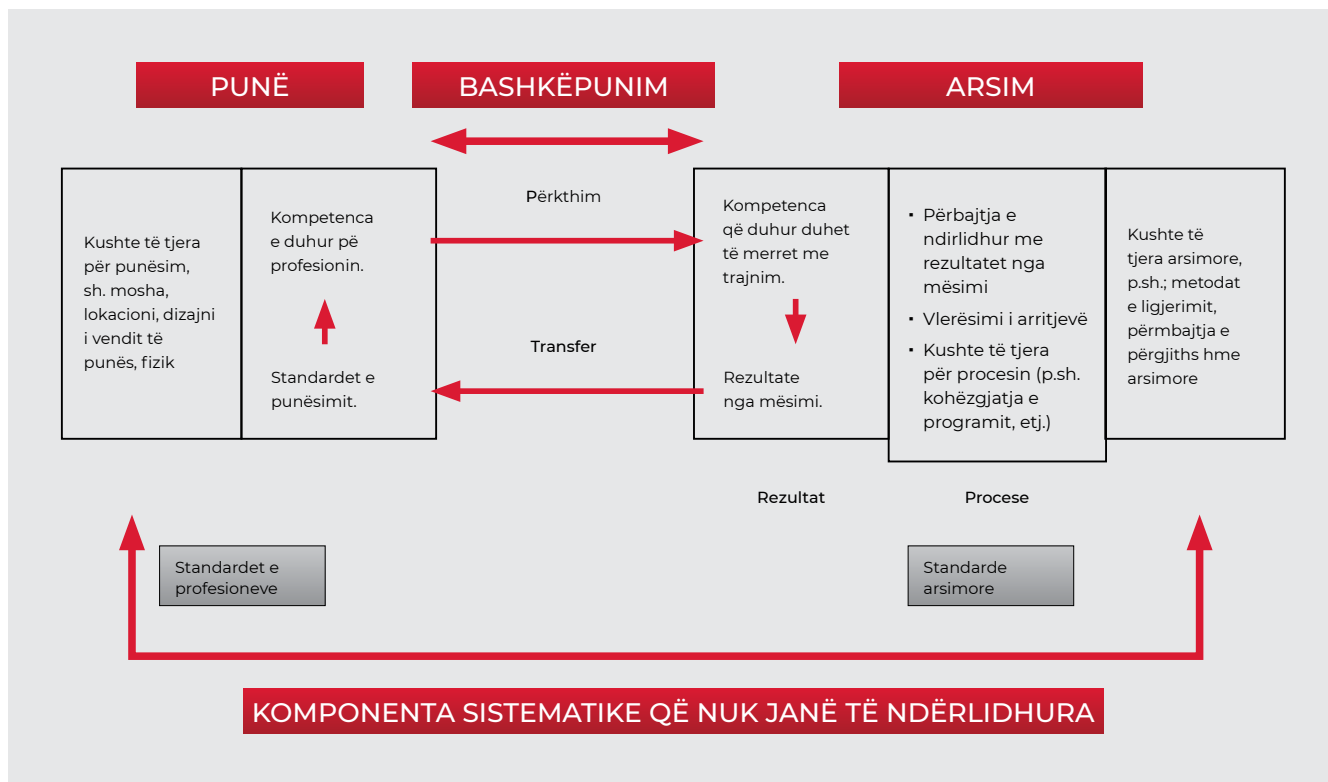 PUNË
BASHKËPUNIM
ARSIM
Kushte të tjera
për punësim,
sh. mosha,
lokacioni, dizajni
i vendit të
punës, fizik
Kompetenca
e duhur pë
profesionin.
Standardet e
punësimit.
Përkthim
Transfer
Kompetenca
që duhur duhet
të merret me
trajnim.
Rezultate
nga mësimi.
▪ Përbajtja e
ndirlidhur me
rezultatet nga
mësimi
▪ Vlerësimi i arritjevë
▪ Kushte të tjera
për procesin (p.sh.
kohëzgjatja e
programit, etj.)
Kushte të
tjera arsimore,
p.sh.; metodat
e ligjerimit,
përmbajtja e
përgjiths hme
arsimore
Rezultat
Procese
Standardet e
profesioneve
Standarde
arsimore
KOMPONENTA SISTEMATIKE QË NUK JANË TË NDËRLIDHURA